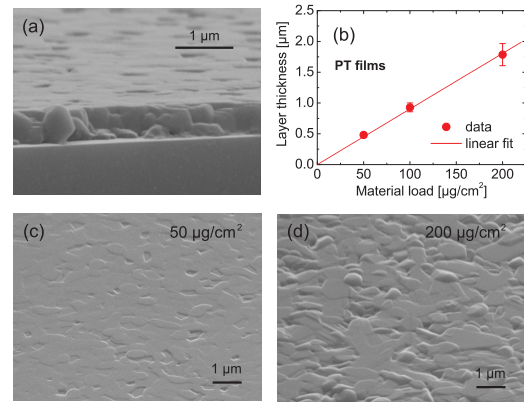 (a)
1 µm
(b)
2.5
2.0
1.5
1.0
0.5
0.0
Layer thickness [µm]
PT films
data
linear fit
0 50 100 150 200
Material load [µg/cm²]
(c)
50 µg/cm²
1 µm
(d)
200 µg/cm²
1 µm